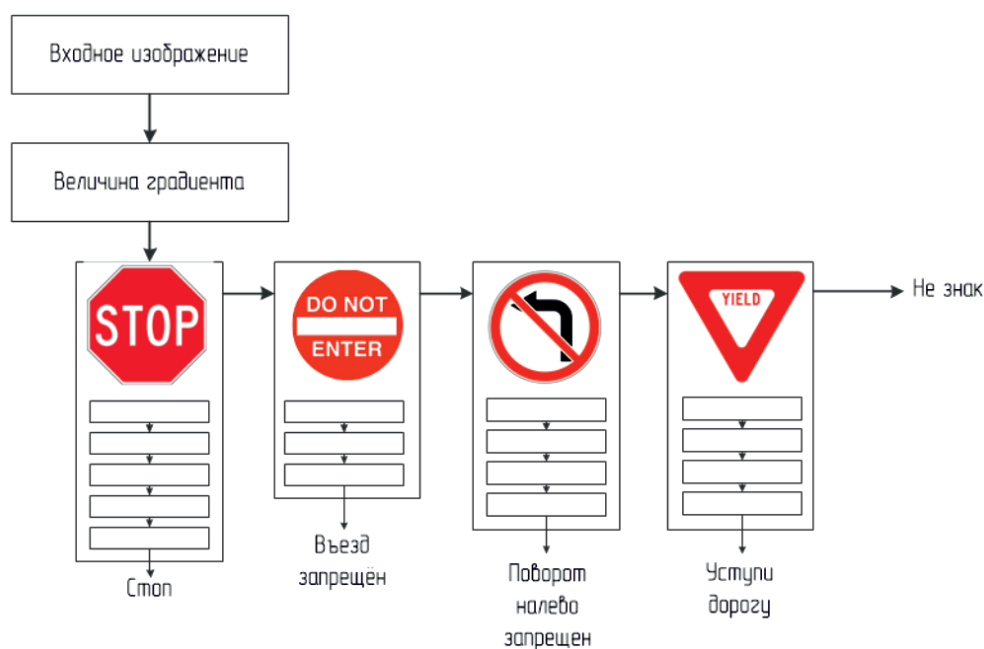 Входное изображение
Величина градиента
STOP
DO NOT
ENTER
YIELD
Не знак
Стоп
Въезд
запрещён
Поворот
налево
запрещен
Уступи
дорогу